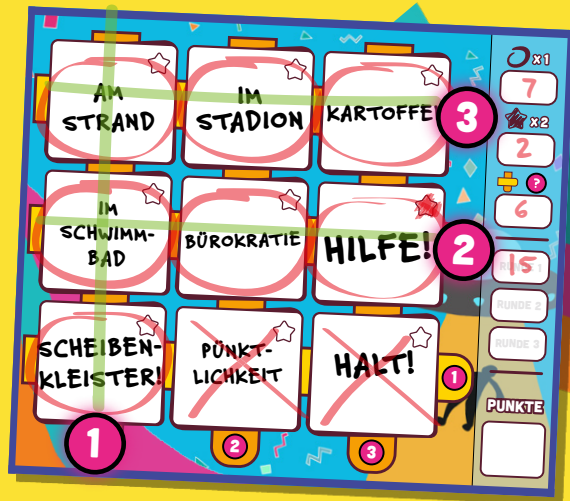 AM
STRAND
IM
STADION
KARTOFFE
3
x1
7
x2
2
?
6
IM
SCHWIMM-
BAD
BÜROKRATIE
HILFE!
2
15
RUNDE 1
RUNDE 2
RUNDE 3
SCHEIBEN-
KLEISTER!
PÜNKT-
LICHKEIT
HALT!
1
PUNKTE
1
2
3